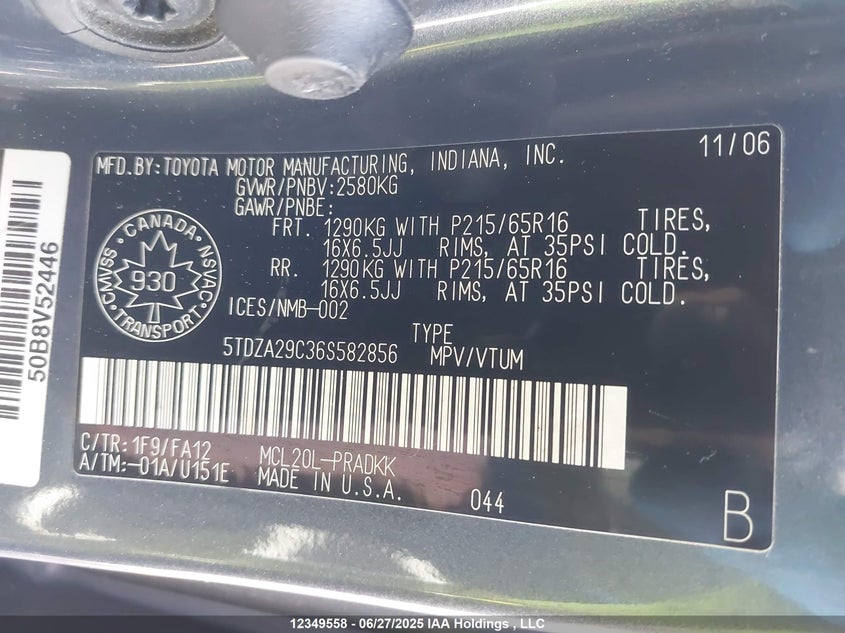 MFD.BY:TOYOTA MOTOR MANUFACTURING, INDIANA, INC. 11/06
GVWR/PNBV:2580KG
GAWR/PNBE:
FRT. 1290KG WITH P215/65R16 TIRES,
16X6.5JJ RIMS, AT 35PSI COLD.
RR. 1290KG WITH P215/65R16 TIRES,
16X6.5JJ RIMS, AT 35PSI COLD.
ICES/NMB-002
CANADA
CMVSS
NSVAC
930
TRANSPORT
TYPE
5TDZA29C36S582856 MPV/VTUM
C/TR:1F9/FA12 MCL20L-PRADKK
A/TM:-01A/U151E MADE IN U.S.A.
044
B
50B8V52446
12349558 - 06/27/2025 IAA Holdings , LLC